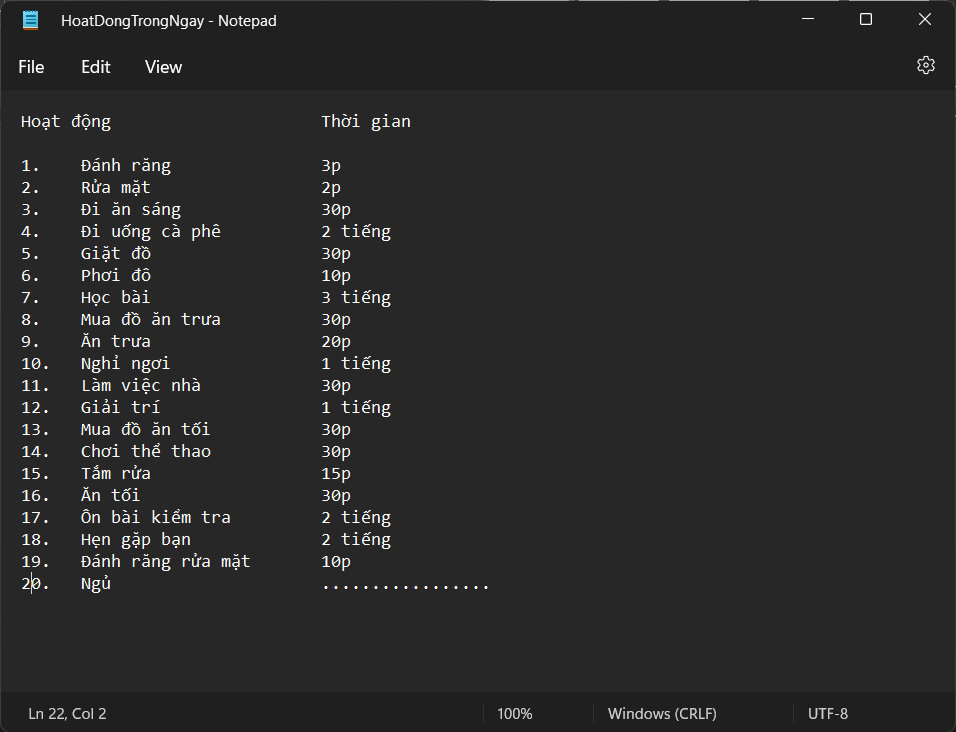 HoatDongTrongNgay - Notepad
File Edit View
Hoạt động Thời gian
1. Đánh răng 3p
2. Rửa mặt 2p
3. Đi ăn sáng 30p
4. Đi uống cà phê 2 tiếng
5. Giặt đồ 30p
6. Phơi đô 10p
7. Học bài 3 tiếng
8. Mua đồ ăn trưa 30p
9. Ăn trưa 20p
10. Nghỉ ngơi 1 tiếng
11. Làm việc nhà 30p
12. Giải trí 1 tiếng
13. Mua đồ ăn tối 30p
14. Chơi thể thao 30p
15. Tắm rửa 15p
16. Ăn tối 30p
17. Ôn bài kiểm tra 2 tiếng
18. Hẹn gặp bạn 2 tiếng
19. Đánh răng rửa mặt 10p
20. Ngủ .................
Ln 22, Col 2 100% Windows (CRLF) UTF-8